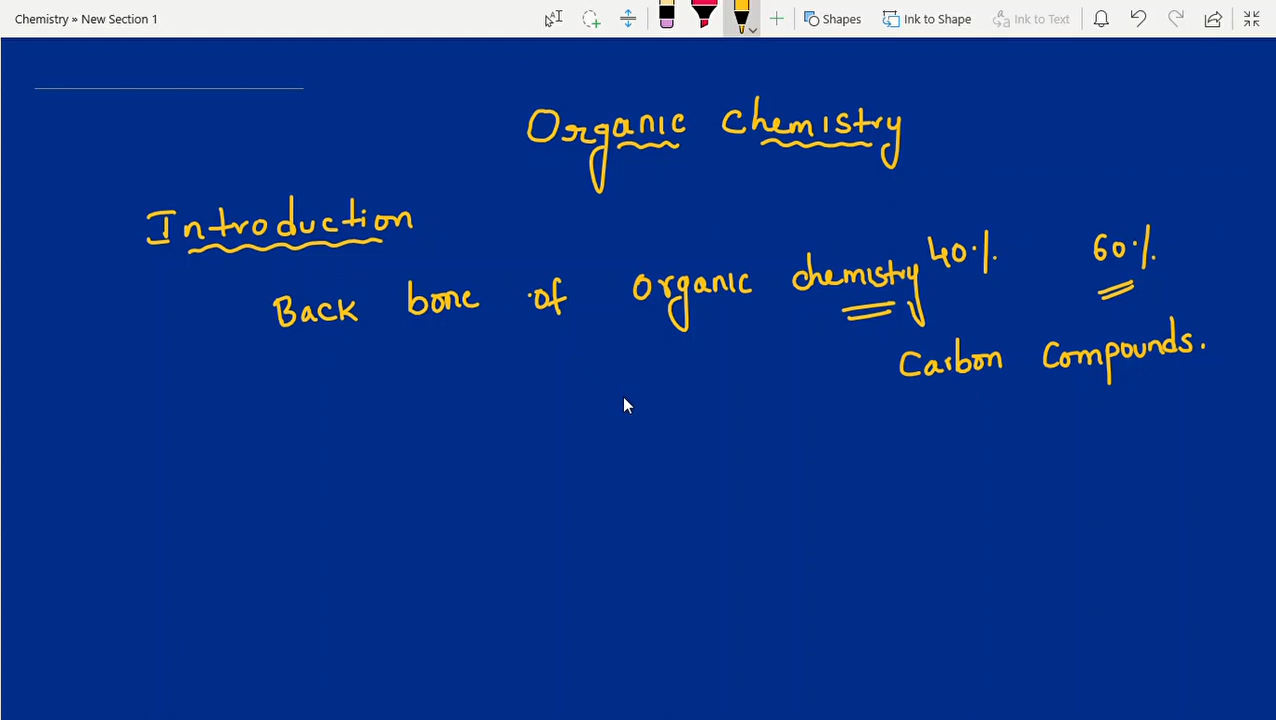 Chemistry » New Section 1
Shapes
Ink to Shape
Ink to Text
Organic Chemistry
Introduction
Back bone of Organic chemistry 40% 60%
Carbon Compounds.